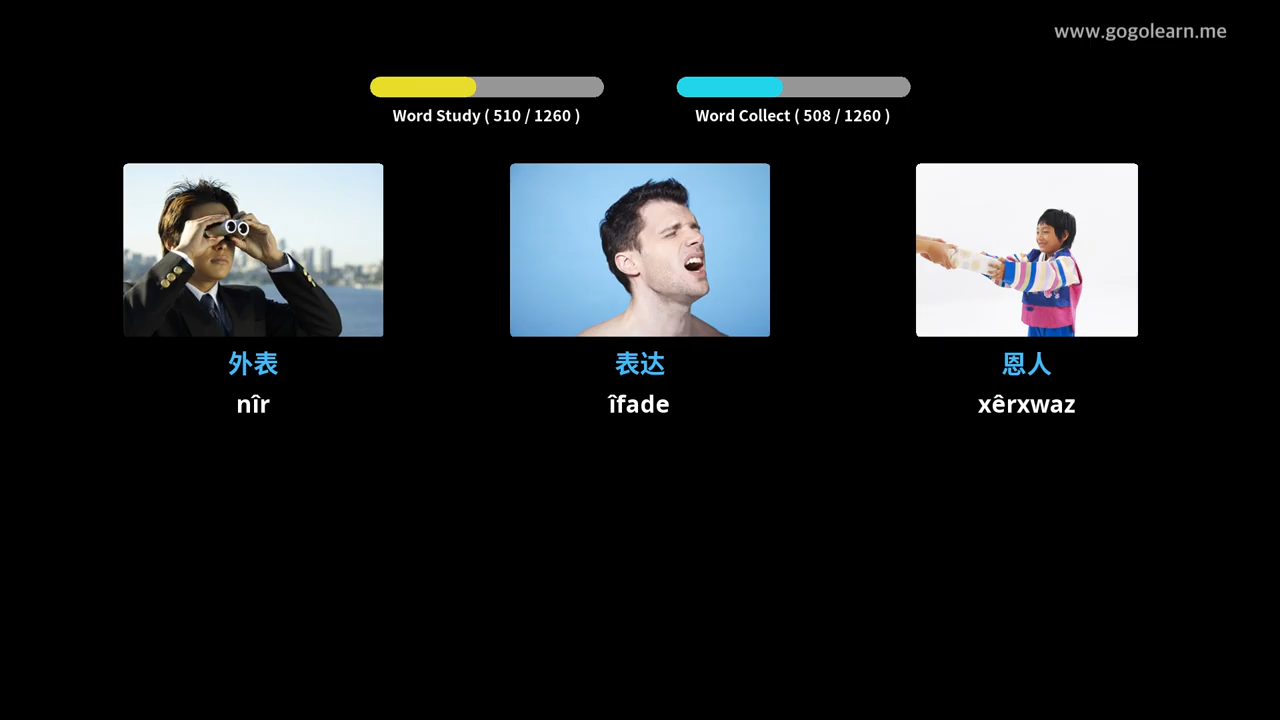 www.gogolearn.me
Word Study ( 510 / 1260 )
Word Collect ( 508 / 1260 )
外表
表达
恩人
nîr
îfade
xêrxwaz